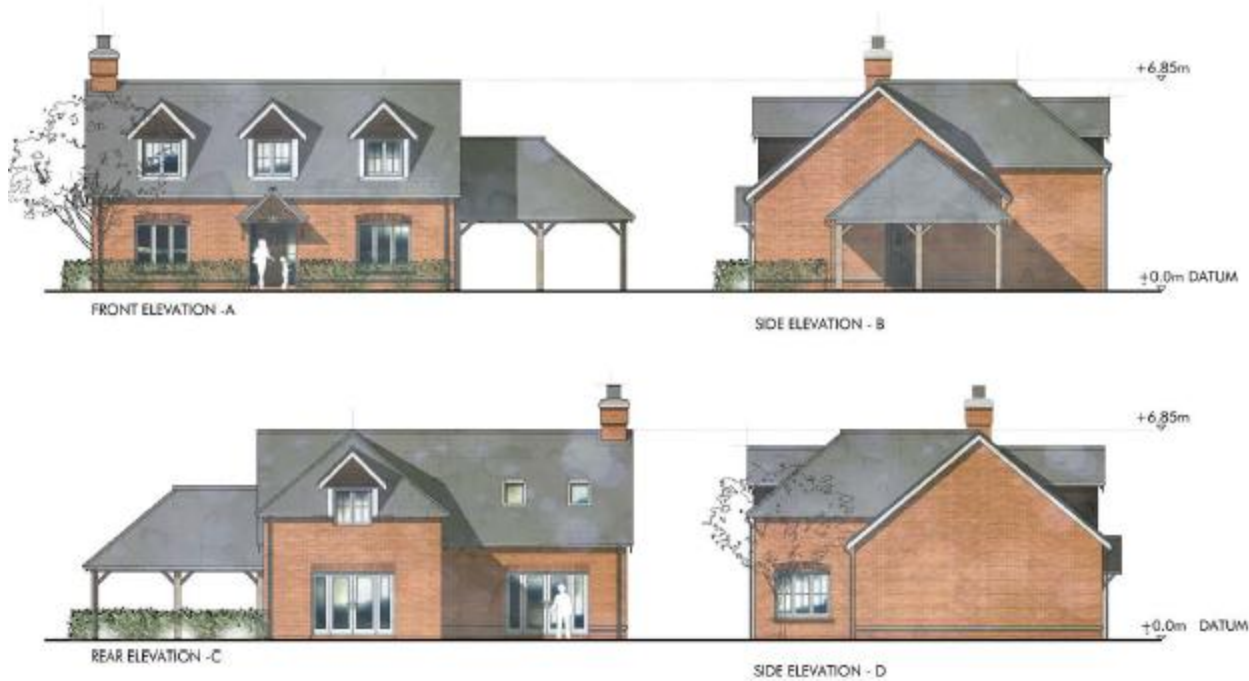 +6.85m
+0.0m DATUM
FRONT ELEVATION -A
SIDE ELEVATION - B
+6.85m
+0.0m DATUM
REAR ELEVATION -C
SIDE ELEVATION - D